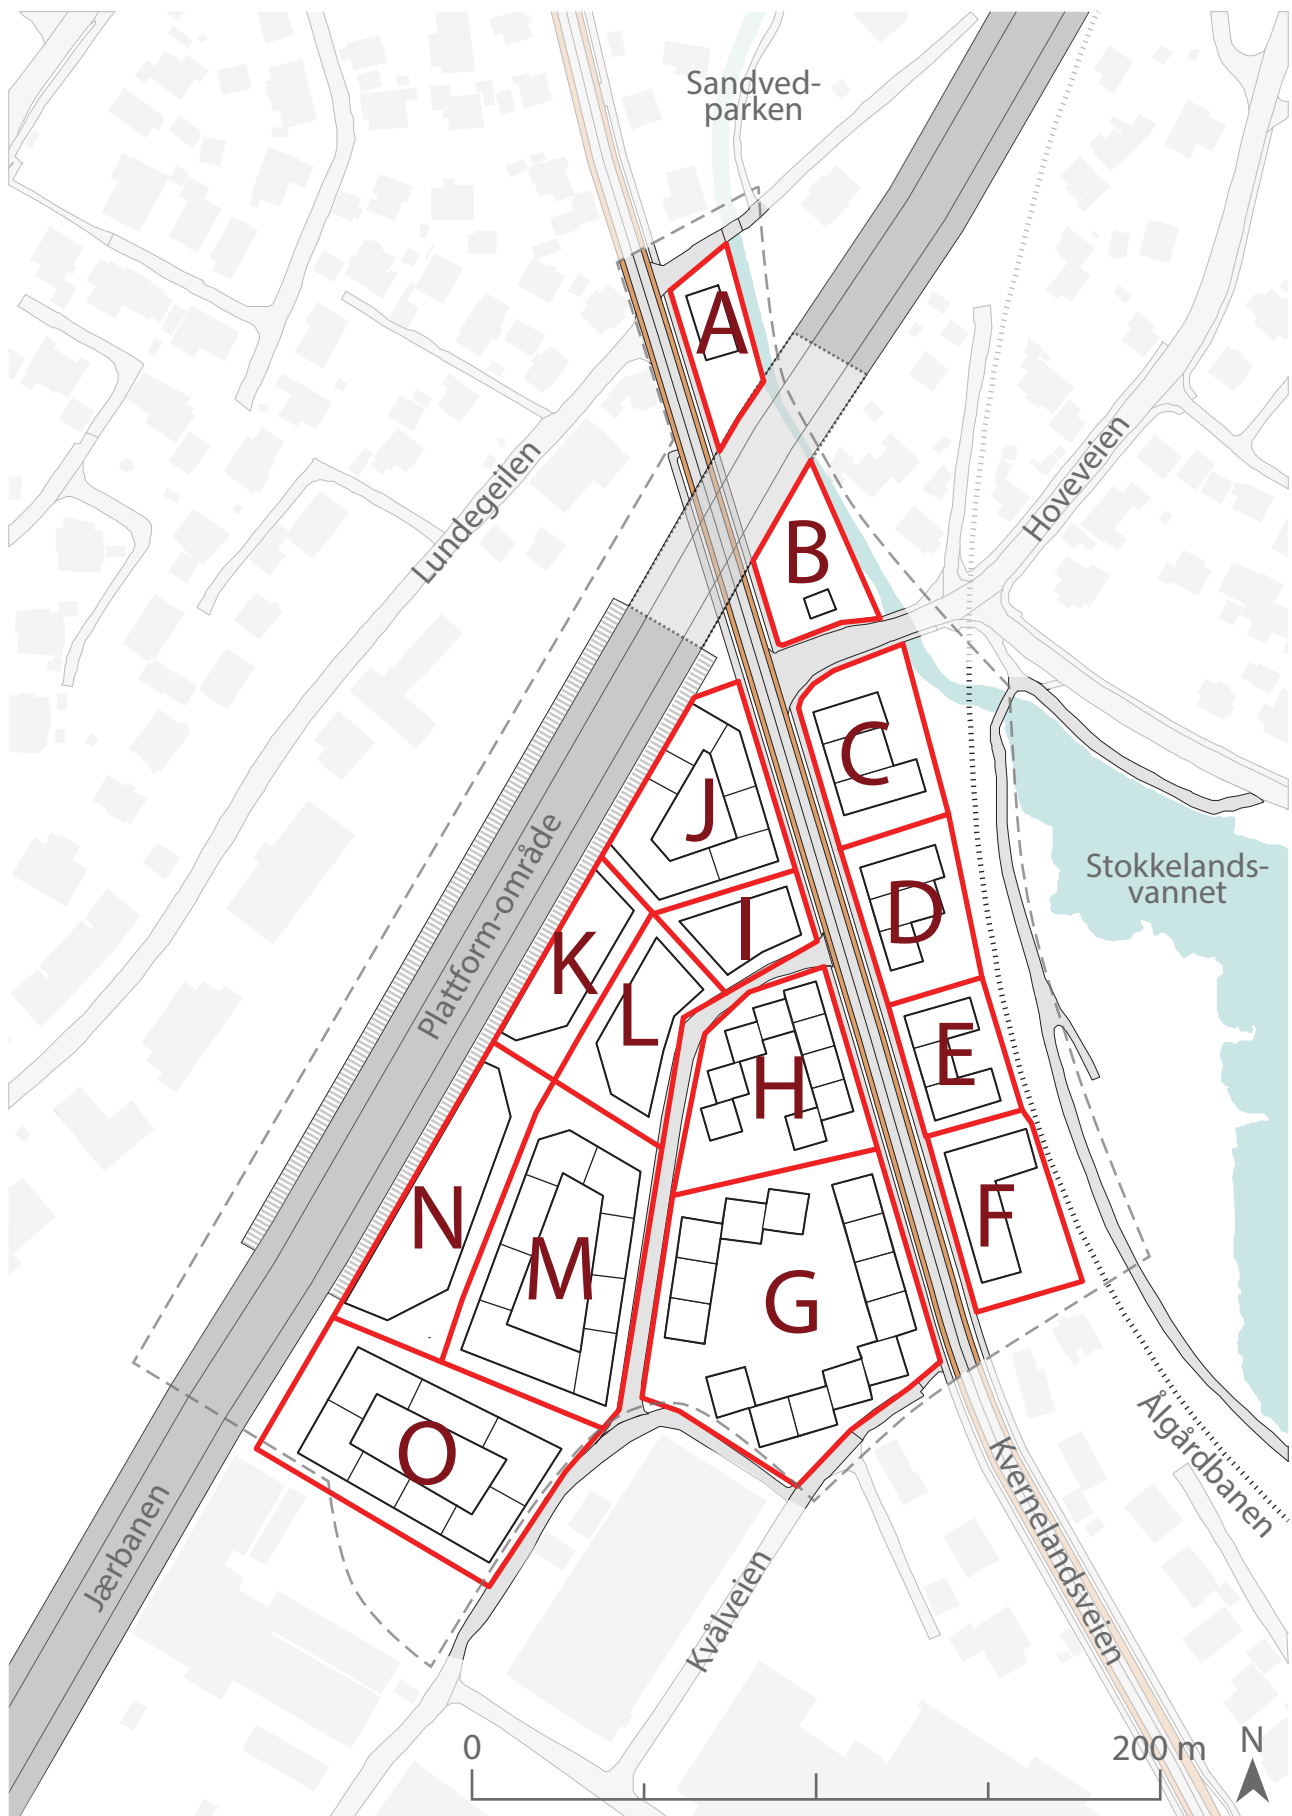 Sandved-
parken
A
Lundegeilen
Hoveveien
B
C
J
Plattform-område
Stokkelands-
vannet
D
I
K
L
E
H
N
F
M
G
O
Ålgårdbanen
Kvernelandsveien
Jærbanen
Kvålveien
0
200 m
N